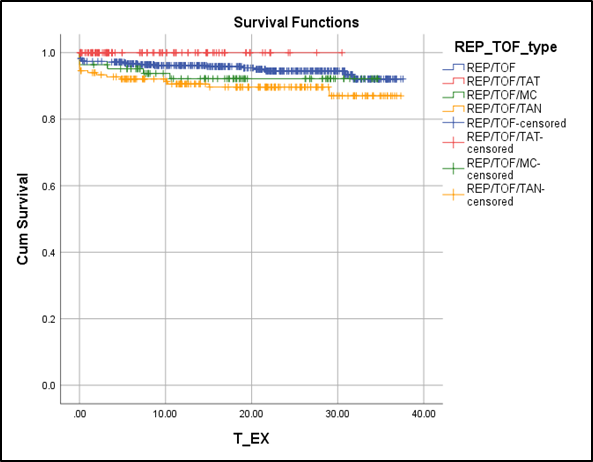 Survival Functions
1.0
0.8
0.6
0.4
0.2
0.0
Cum Survival
.00
10.00
20.00
30.00
40.00
T_EX
REP_TOF_type
REP/TOF
REP/TOF/TAT
REP/TOF/MC
REP/TOF/TAN
REP/TOF-censored
REP/TOF/TAT-
censored
REP/TOF/MC-
censored
REP/TOF/TAN-
censored